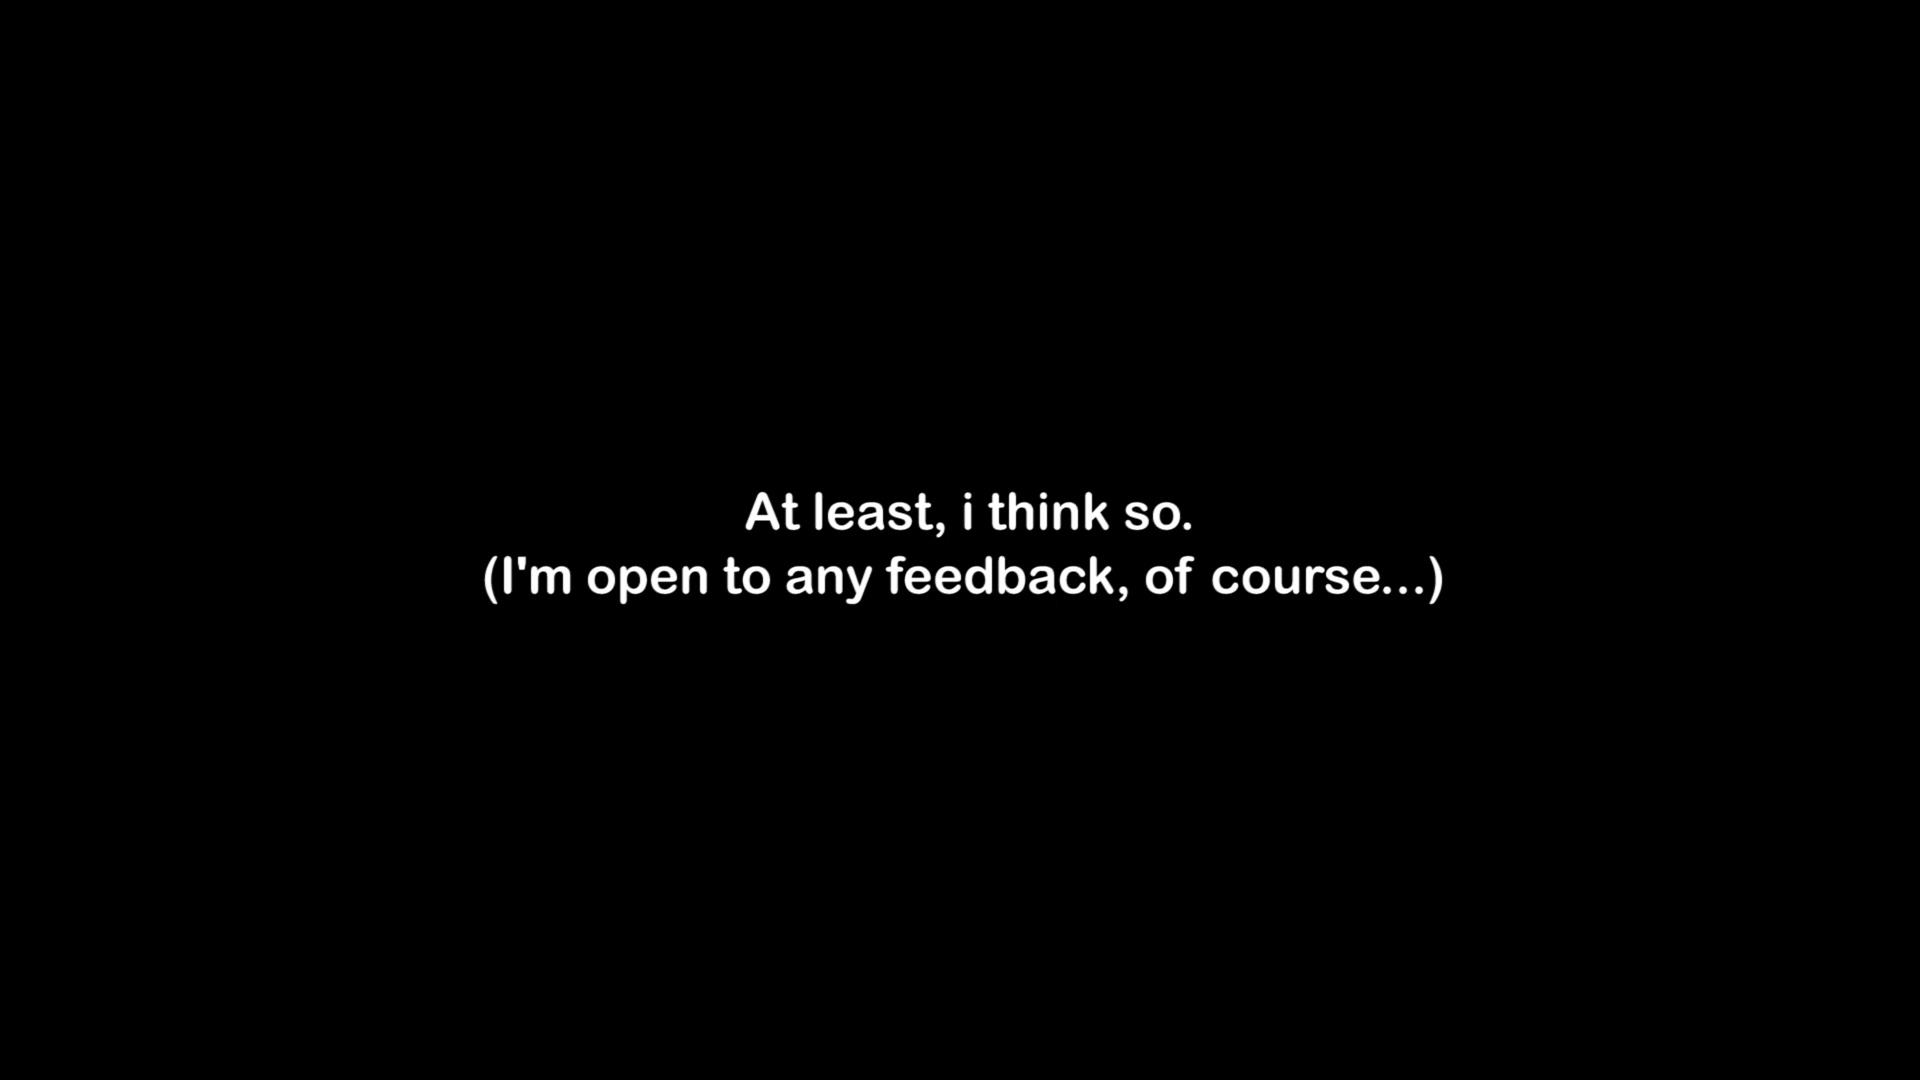 At least, i think so.
(I'm open to any feedback, of course...)